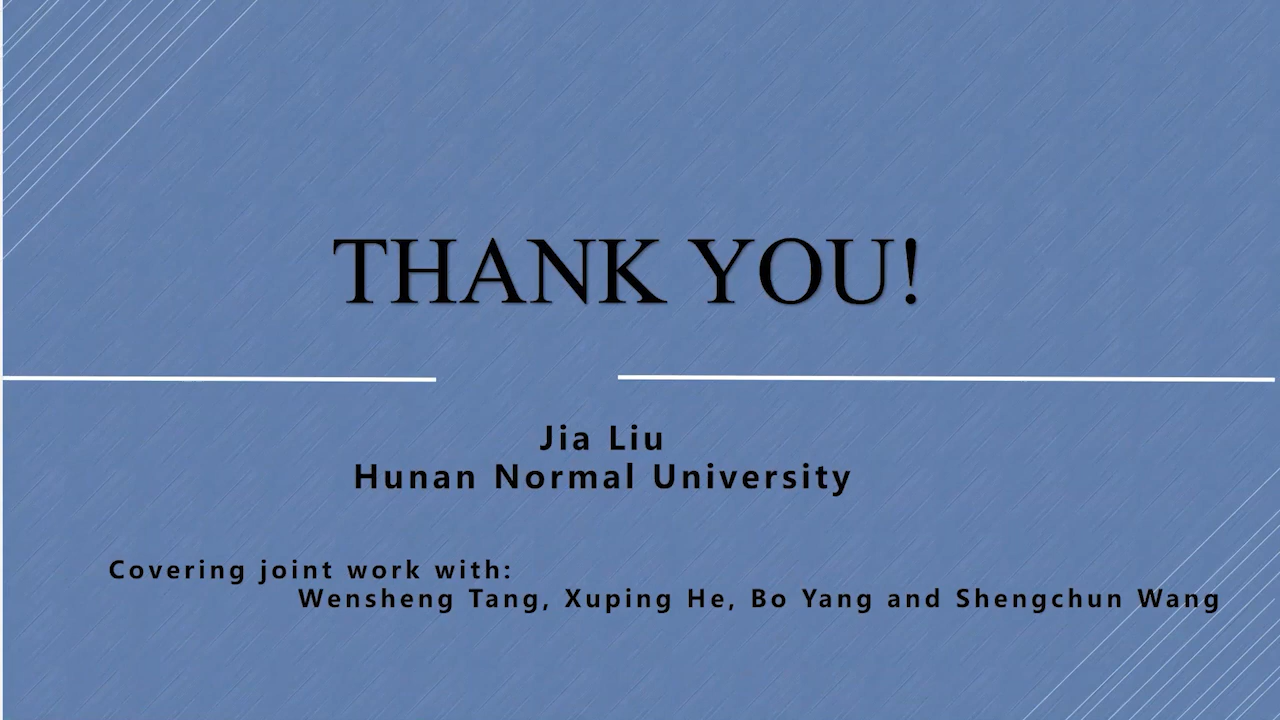 THANK YOU!
Jia Liu
Hunan Normal University
Covering joint work with:
Wensheng Tang, Xuping He, Bo Yang and Shengchun Wang